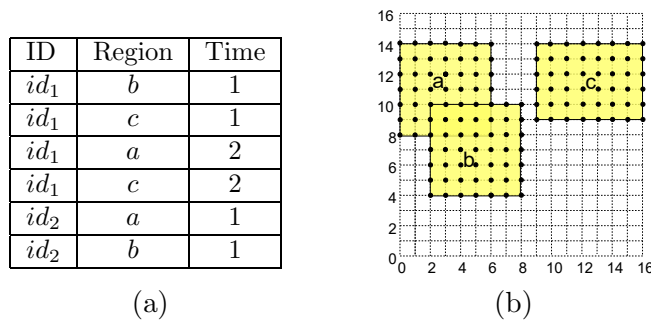 ID Region Time
id₁ b 1
id₁ c 1
id₁ a 2
id₁ c 2
id₂ a 1
id₂ b 1
(a)
16
14
12
10
8
6
4
2
0
a
c
b
0 2 4 6 8 10 12 14 16
(b)